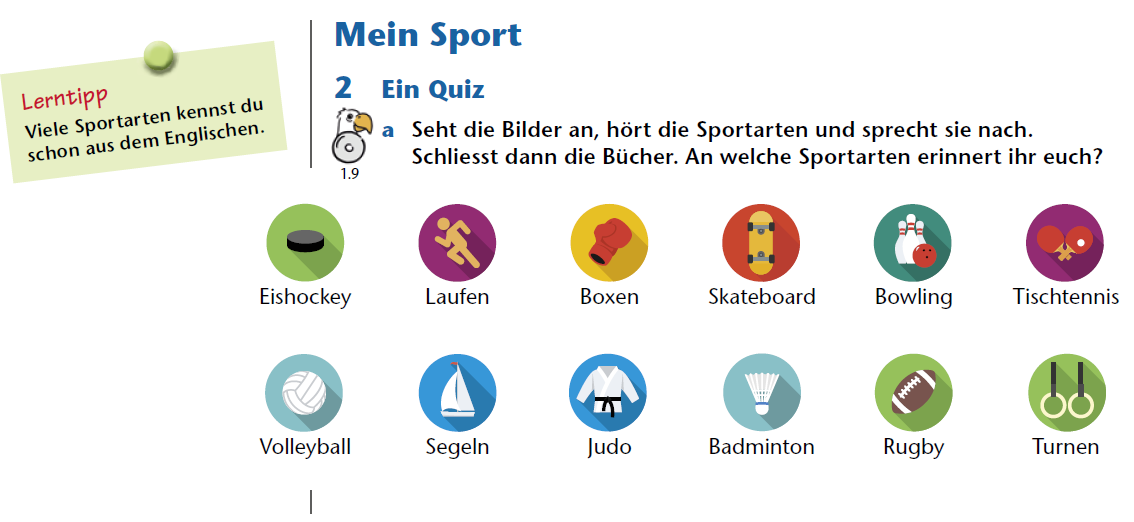 Mein Sport
Lerntipp
Viele Sportarten kennst du
schon aus dem Englischen.
2 Ein Quiz
a Seht die Bilder an, hört die Sportarten und sprecht sie nach.
Schliesst dann die Bücher. An welche Sportarten erinnert ihr euch?
1.9
Eishockey Laufen Boxen Skateboard Bowling Tischtennis
Volleyball Segeln Judo Badminton Rugby Turnen